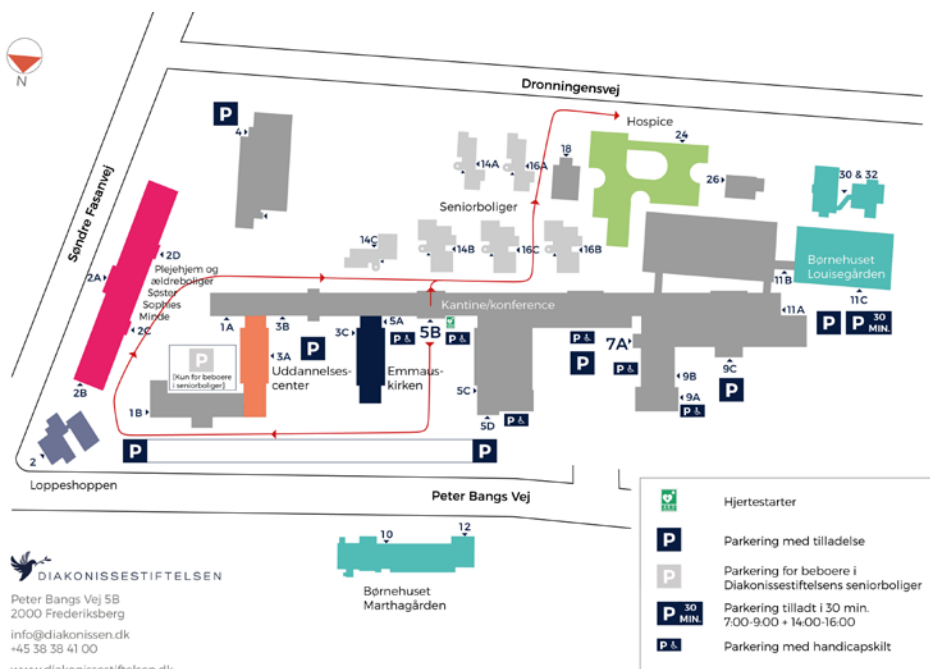 N
Dronningensvej
Søndre Fasanvej
P
4
Hospice
24
18
14A
16A
26
30 & 32
Seniorboliger
14C
14B
16C
16B
2D
2A
Plejehjem og
ældreboliger
Søster
Sophies
Minde
2C
2B
Børnehuset
Louisegården
11B
11C
11A
P
P 30
MIN.
Kantine/konference
1A
3B
5A
5B
3C
P
P
P
7A
P
P
P
[Kun for beboere
i seniorboliger]
3A
P
Uddannelses-
center
Emmaus-
kirken
5C
5D
P
9C
P
9B
9A
P
1B
2
Loppeshoppen
P
P
Peter Bangs Vej
10
12
Børnehuset
Marthagården
Hjertestarter
P
Parkering med tilladelse
P
Parkering for beboere i
Diakonissestiftelsens seniorboliger
P 30
MIN.
Parkering tilladt i 30 min.
7:00-9:00 + 14:00-16:00
P
Parkering med handicapskilt
DIAKONISSESTIFTELSEN
Peter Bangs Vej 5B
2000 Frederiksberg
info@diakonissen.dk
+45 38 38 41 00
www.diakonissestiftelsen.dk